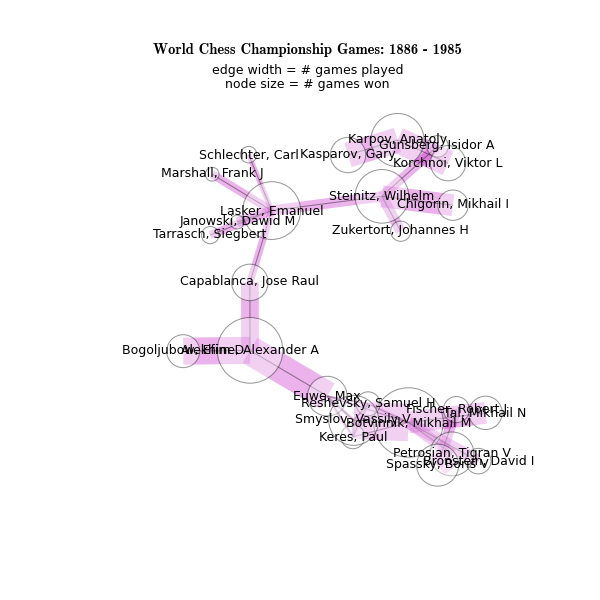 World Chess Championship Games: 1886 - 1985
edge width = # games played
node size = # games won
Karpov, Anatoly
Gunsberg, Isidor A
Schlechter, Carl
Kasparov, Gary
Korchnoi, Viktor L
Marshall, Frank J
Steinitz, Wilhelm
Chigorin, Mikhail I
Lasker, Emanuel
Janowski, Dawid M
Zukertort, Johannes H
Tarrasch, Siegbert
Capablanca, Jose Raul
Bogoljubow, Efim D
Alekhine, Alexander A
Euwe, Max
Reshevsky, Samuel H
Fischer, Robert J
Tal, Mikhail N
Smyslov, Vassily V
Botvinnik, Mikhail M
Keres, Paul
Petrosian, Tigran V
Bronstein, David I
Spassky, Boris V